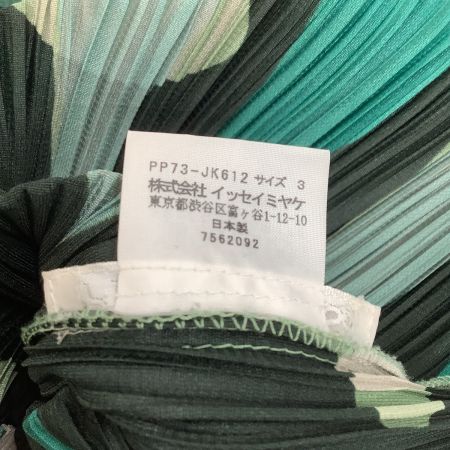 PP73-JK612 サイズ 3
株式会社 イッセイミヤケ
東京都渋谷区富ヶ谷1-12-10
日本製
7562092